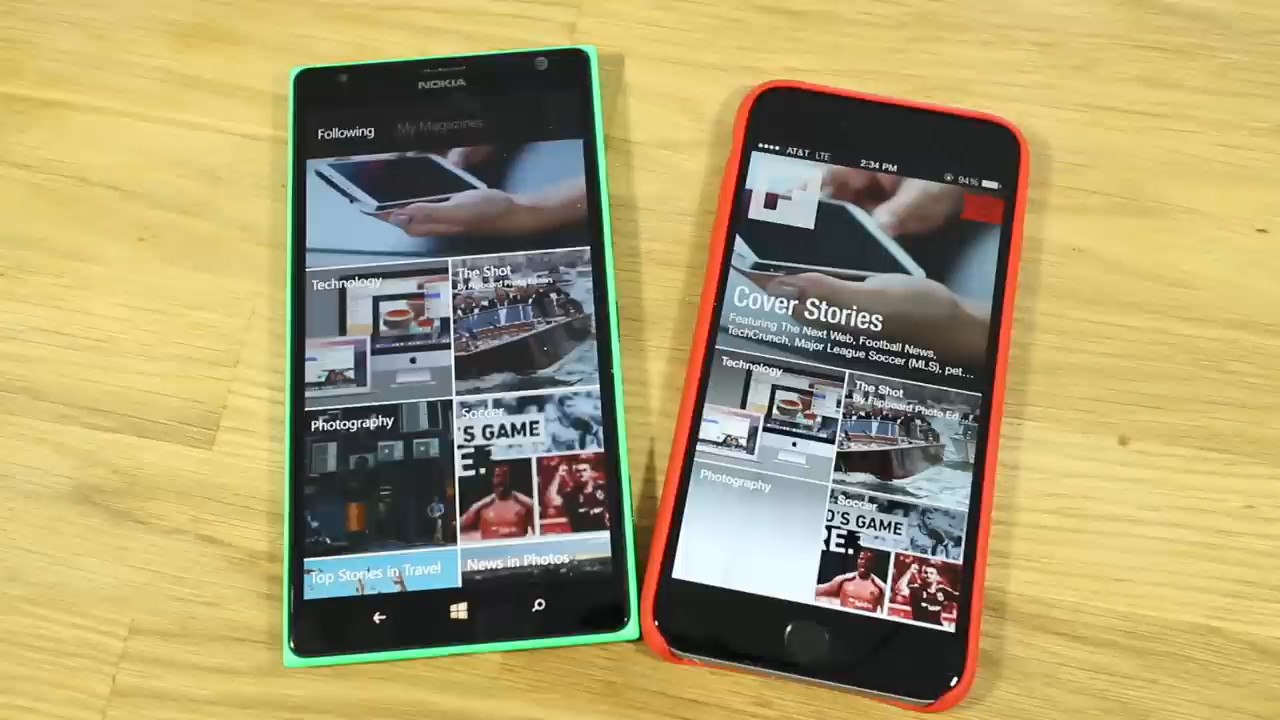 NOKIA
Following My Magazines
Technology
The Shot
By Flipboard Photo Editors
Photography
Soccer
'S GAME
E.
Top Stories in Travel
News in Photos
AT&T LTE 2:34 PM 94%
Cover Stories
Featuring The Next Web, Football News,
TechCrunch, Major League Soccer (MLS), pet...
Technology
The Shot
By Flipboard Photo Ed...
Photography
Soccer
D'S GAME
RE.